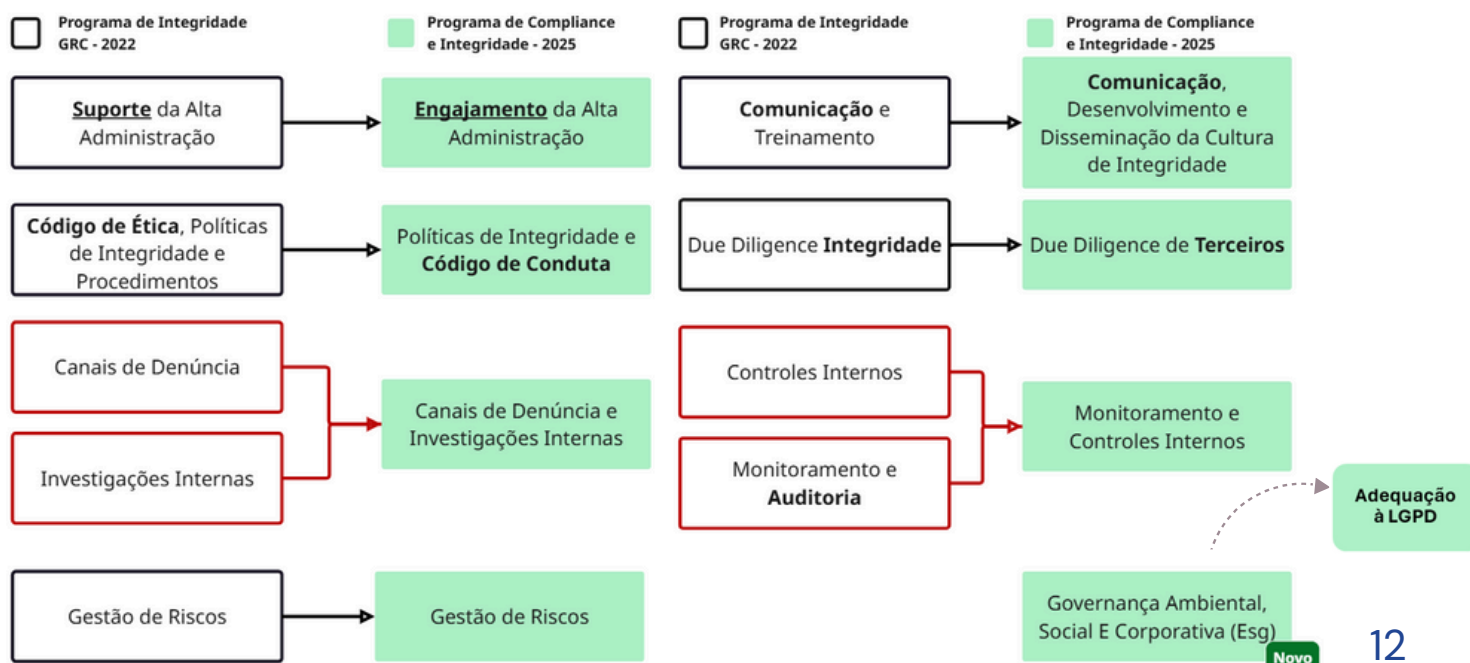 Programa de Integridade
GRC - 2022
Programa de Compliance
e Integridade - 2025
Programa de Integridade
GRC - 2022
Programa de Compliance
e Integridade - 2025
Suporte da Alta
Administração
Engajamento da Alta
Administração
Comunicação e
Treinamento
Comunicação,
Desenvolvimento e
Disseminação da Cultura
de Integridade
Código de Ética, Políticas
de Integridade e
Procedimentos
Políticas de Integridade e
Código de Conduta
Due Diligence Integridade
Due Diligence de Terceiros
Canais de Denúncia
Investigações Internas
Canais de Denúncia e
Investigações Internas
Controles Internos
Monitoramento e
Auditoria
Monitoramento e
Controles Internos
Adequação
à LGPD
Gestão de Riscos
Gestão de Riscos
Governança Ambiental,
Social E Corporativa (Esg)
Novo
12